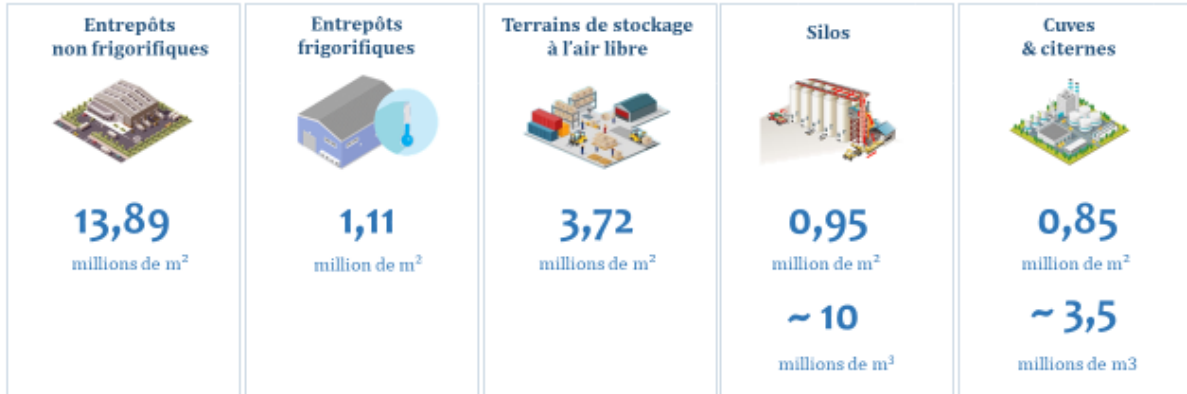 Entrepôts
non frigorifiques
13,89
millions de m²
Entrepôts
frigorifiques
1,11
million de m²
Terrains de stockage
à l'air libre
3,72
millions de m²
Silos
0,95
million de m²
~ 10
millions de m³
Cuves
& citernes
0,85
million de m²
~ 3,5
millions de m3